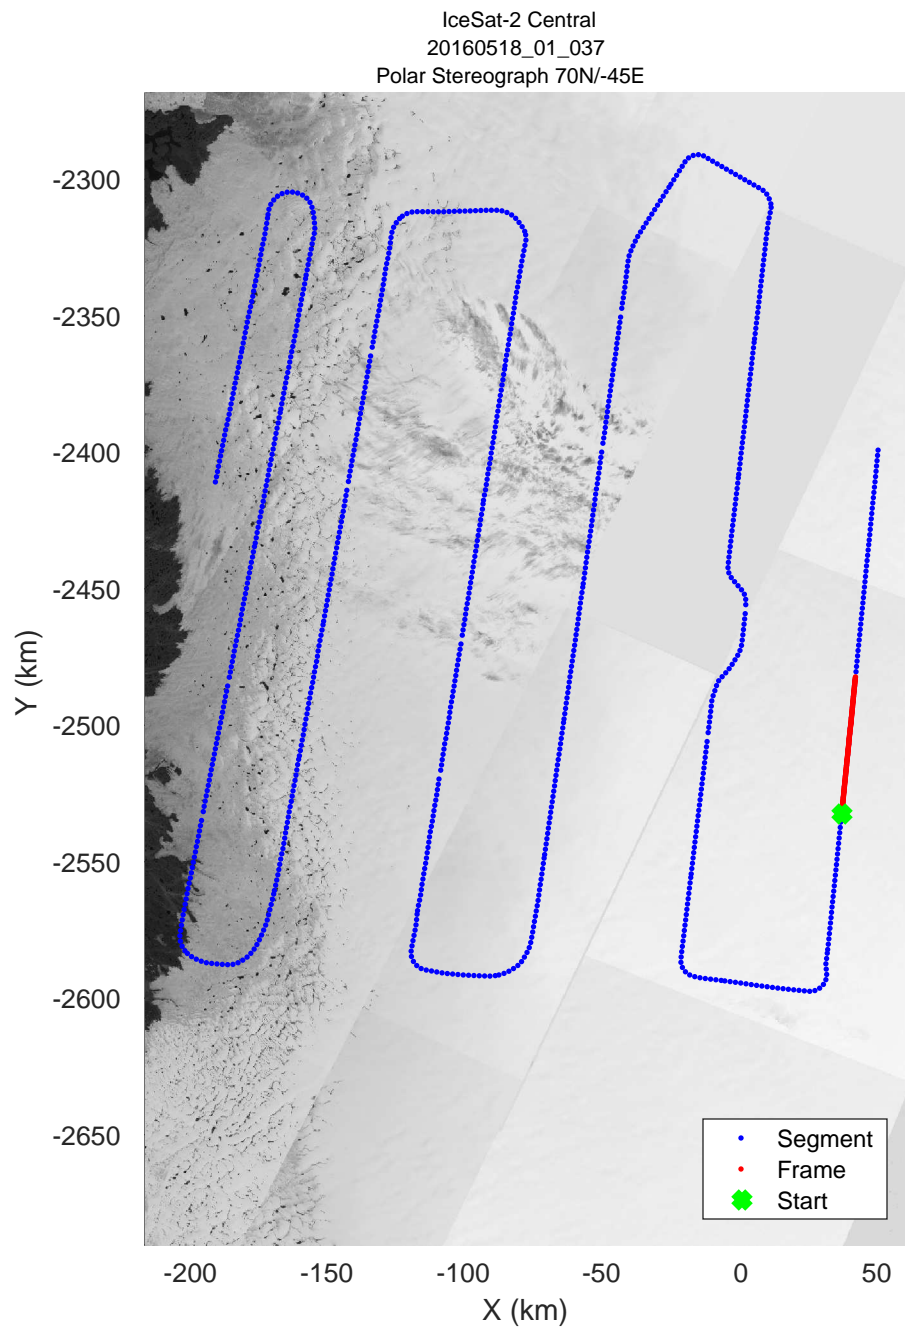 IceSat-2 Central
20160518_01_037
Polar Stereograph 70N/-45E
-2300
-2350
-2400
-2450
-2500
-2550
-2600
-2650
Y (km)
Segment
Frame
Start
-200 -150 -100 -50 0 50
X (km)